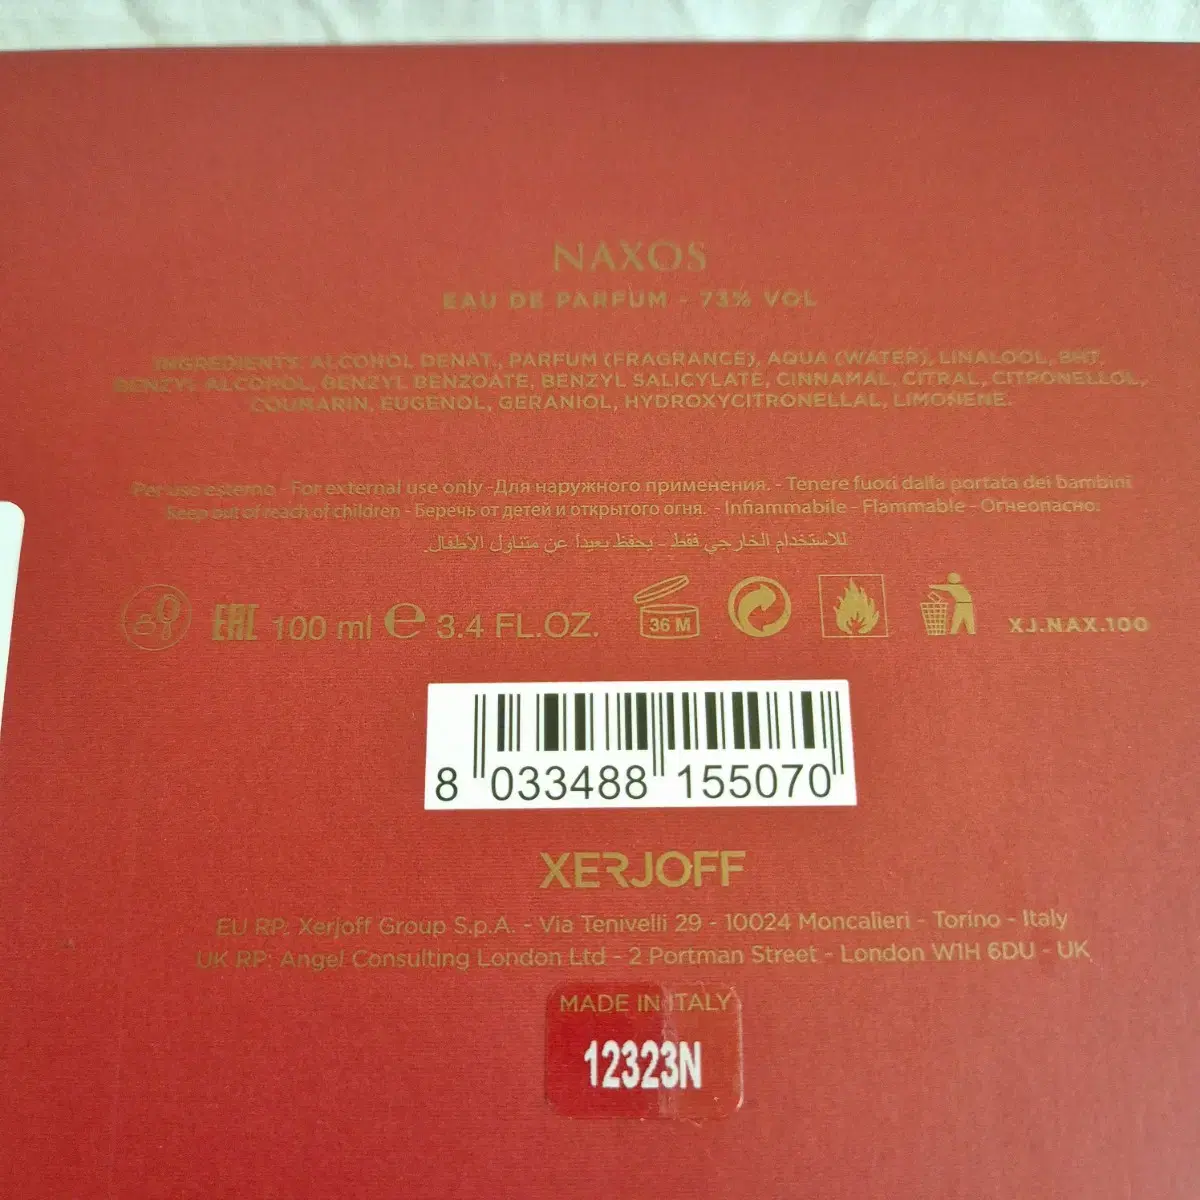 NAXOS
EAU DE PARFUM - 73% VOL
INGREDIENTS: ALCOHOL DENAT., PARFUM (FRAGRANCE), AQUA (WATER), LINALOOL, BHT,
BENZYL ALCOHOL, BENZYL BENZOATE, BENZYL SALICYLATE, CINNAMAL, CITRAL, CITRONELLOL,
COUMARIN, EUGENOL, GERANIOL, HYDROXYCITRONELLAL, LIMONENE.
Per uso esterno - For external use only -Для наружного применения. - Tenere fuori dalla portata dei bambini
Keep out of reach of children - Беречь от детей и открытого огня. - Infiammabile - Flammable - Огнеопасно.
للاستخدام الخارجي فقط - يحفظ بعيداً عن متناول الأطفال.
EAC 100 ml ℮ 3.4 FL.OZ. 36 M XJ.NAX.100
8 033488 155070
XERJOFF
EU RP: Xerjoff Group S.p.A. - Via Tenivelli 29 - 10024 Moncalieri - Torino - Italy
UK RP: Angel Consulting London Ltd - 2 Portman Street - London W1H 6DU - UK
MADE IN ITALY
12323N